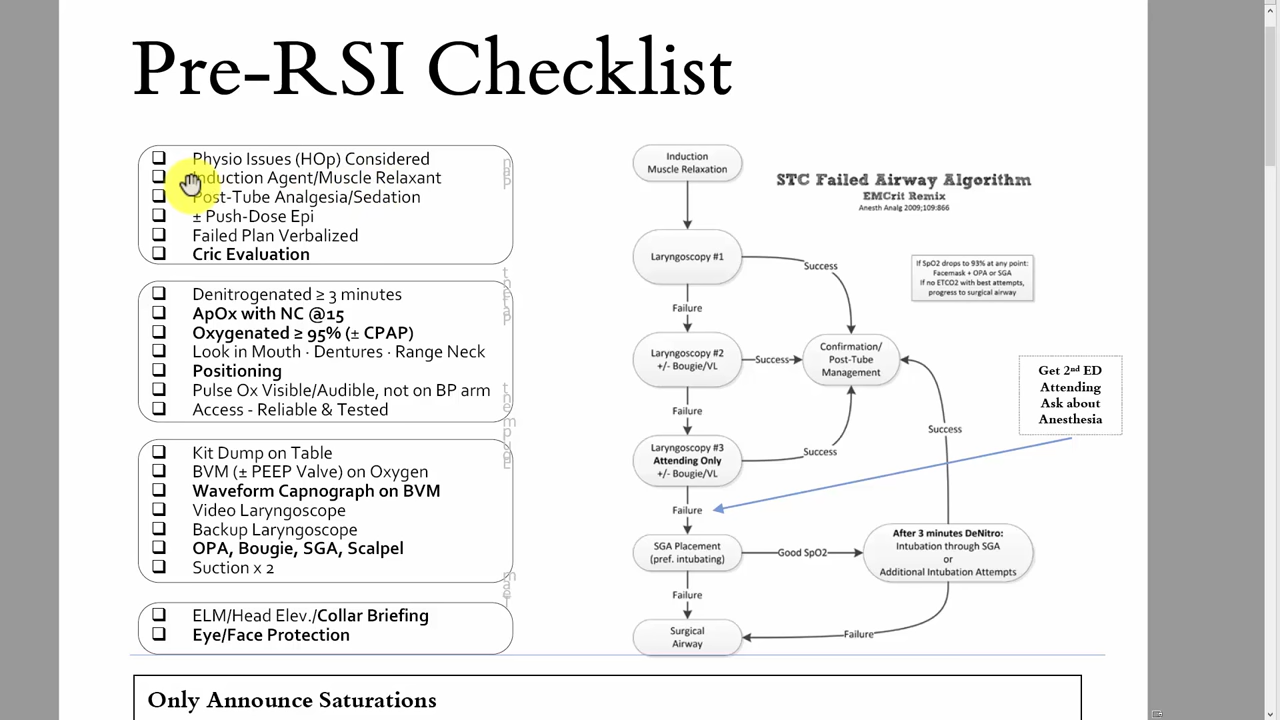 Pre-RSI Checklist
Physio Issues (HOp) Considered
Induction Agent/Muscle Relaxant
Post-Tube Analgesia/Sedation
± Push-Dose Epi
Failed Plan Verbalized
Cric Evaluation
Plan
Denitrogenated ≥ 3 minutes
ApOx with NC @15
Oxygenated ≥ 95% (± CPAP)
Look in Mouth · Dentures · Range Neck
Positioning
Pulse Ox Visible/Audible, not on BP arm
Access - Reliable & Tested
Patient
Kit Dump on Table
BVM (± PEEP Valve) on Oxygen
Waveform Capnograph on BVM
Video Laryngoscope
Backup Laryngoscope
OPA, Bougie, SGA, Scalpel
Suction x 2
Equipment
ELM/Head Elev./Collar Briefing
Eye/Face Protection
Induction
Muscle Relaxation
STC Failed Airway Algorithm
EMCrit Remix
Anesth Analg 2009;109:866
Laryngoscopy #1
Success
If SpO2 drops to 93% at any point:
Facemask + OPA or SGA
If no ETCO2 with best attempts,
progress to surgical airway
Failure
Laryngoscopy #2
+/- Bougie/VL
Success
Confirmation/
Post-Tube
Management
Get 2nd ED
Attending
Ask about
Anesthesia
Failure
Success
Laryngoscopy #3
Attending Only
+/- Bougie/VL
Success
Failure
SGA Placement
(pref. intubating)
Good SpO2
After 3 minutes DeNitro:
Intubation through SGA
or
Additional Intubation Attempts
Failure
Surgical
Airway
Failure
Only Announce Saturations